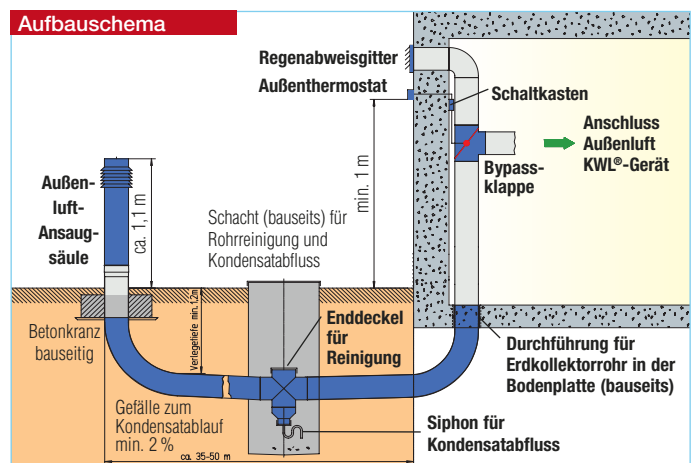 Aufbauschema
Regenabweisgitter
Außenthermostat
Schaltkasten
Anschluss
Außenluft
KWL®-Gerät
Bypass-
klappe
min. 1 m
Außen-
luft-
Ansaug-
säule
ca. 1,1 m
Schacht (bauseits) für
Rohrreinigung und
Kondensatabfluss
Betonkranz
bauseitig
Verlegetiefe min. 1,2m
Enddeckel
für
Reinigung
Durchführung für
Erdkollektorrohr in der
Bodenplatte (bauseits)
Gefälle zum
Kondensatablauf
min. 2 %
Siphon für
Kondensatabfluss
ca. 35-50 m